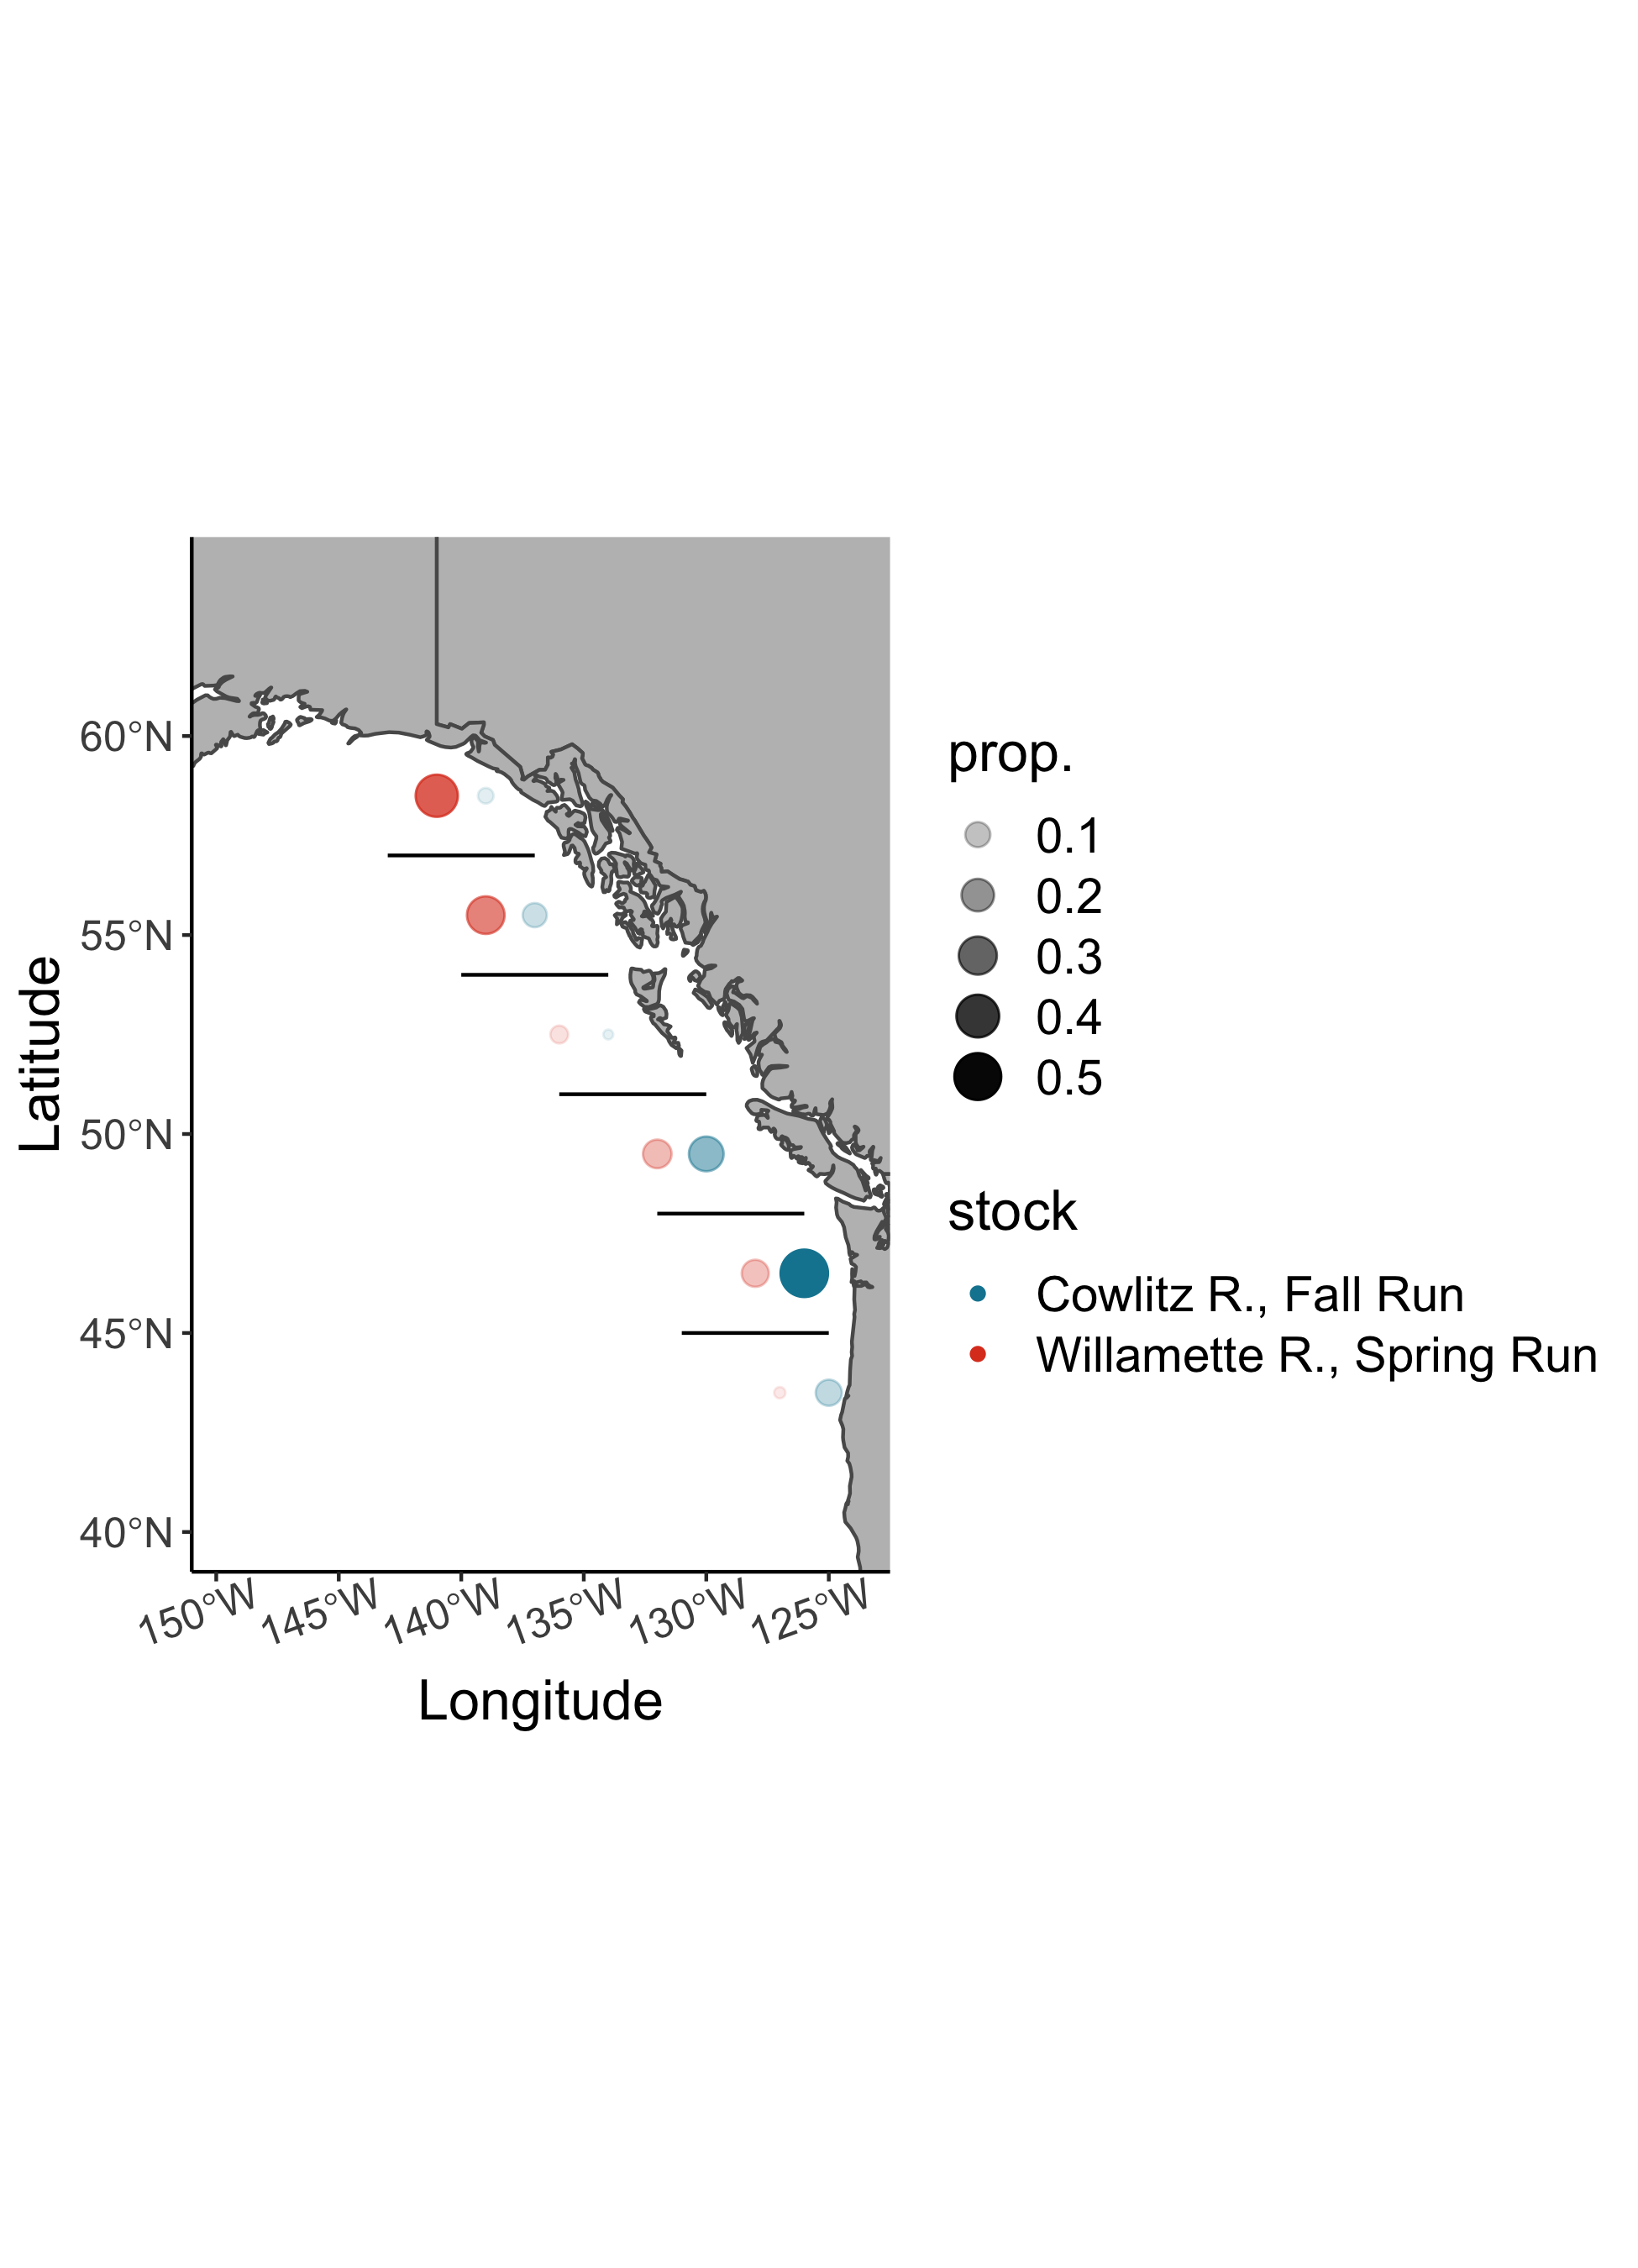 60°N
55°N
50°N
45°N
40°N
Latitude
150°W
145°W
140°W
135°W
130°W
125°W
Longitude
prop.
0.1
0.2
0.3
0.4
0.5
stock
Cowlitz R., Fall Run
Willamette R., Spring Run